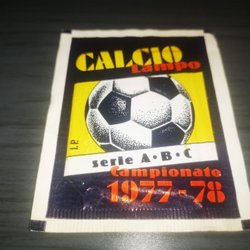 CALCIO
Lampo
serie A·B·C
Campionato
1977-78